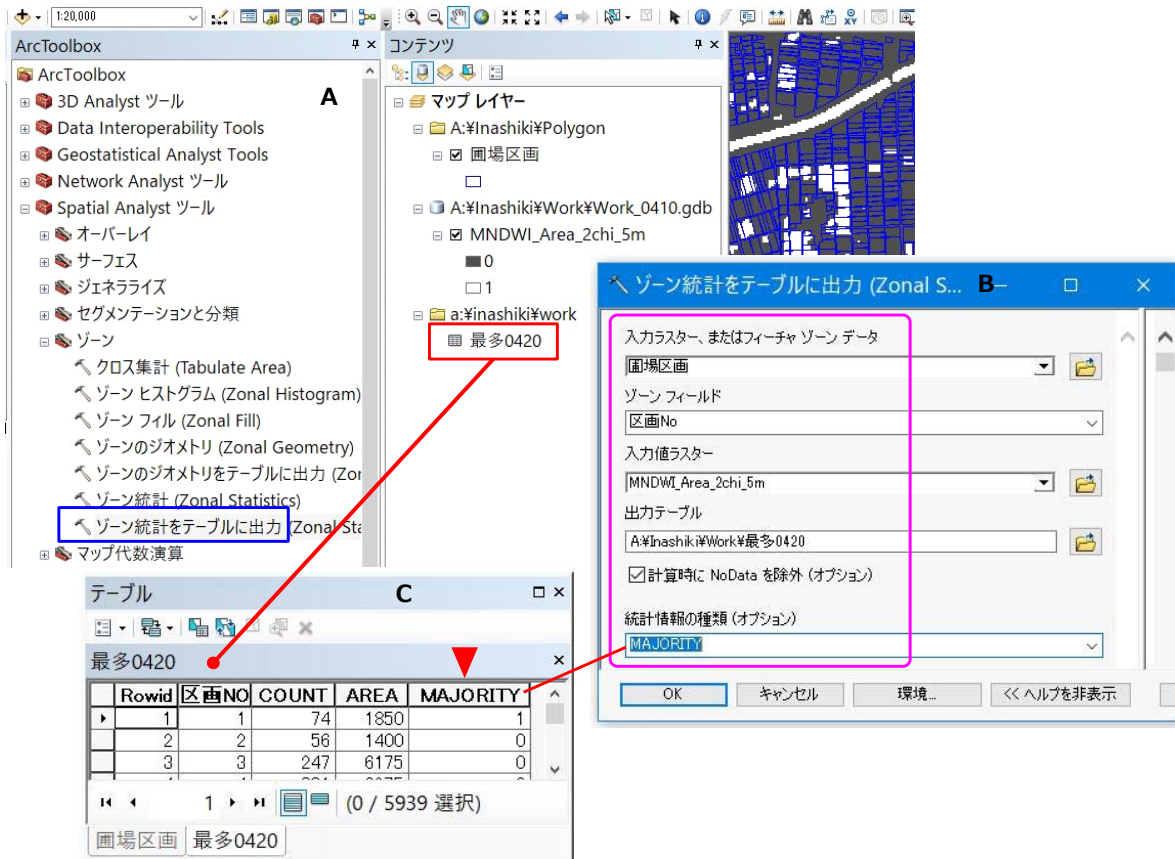 1:20,000
ArcToolbox
ArcToolbox
A
3D Analyst ツール
Data Interoperability Tools
Geostatistical Analyst Tools
Network Analyst ツール
Spatial Analyst ツール
オーバーレイ
サーフェス
ジェネラライズ
セグメンテーションと分類
ゾーン
クロス集計 (Tabulate Area)
ゾーン ヒストグラム (Zonal Histogram)
ゾーン フィル (Zonal Fill)
ゾーンのジオメトリ (Zonal Geometry)
ゾーンのジオメトリをテーブルに出力 (Zor
ゾーン統計 (Zonal Statistics)
ゾーン統計をテーブルに出力 (Zonal Sta
マップ代数演算
コンテンツ
マップ レイヤー
A:¥Inashiki¥Polygon
圃場区画
A:¥Inashiki¥Work¥Work_0410.gdb
MNDWI_Area_2chi_5m
0
1
a:¥inashiki¥work
最多0420
ゾーン統計をテーブルに出力 (Zonal S... B
入力ラスター、またはフィーチャ ゾーン データ
圃場区画
ゾーン フィールド
区画No
入力値ラスター
MNDWI_Area_2chi_5m
出力テーブル
A:¥Inashiki¥Work¥最多0420
計算時に NoData を除外 (オプション)
統計情報の種類 (オプション)
MAJORITY
OK キャンセル 環境... << ヘルプを非表示
テーブル C
最多0420
Rowid 区画NO COUNT AREA MAJORITY
1 1 74 1850 1
2 2 56 1400 0
3 3 247 6175 0
1 (0 / 5939 選択)
圃場区画 最多0420